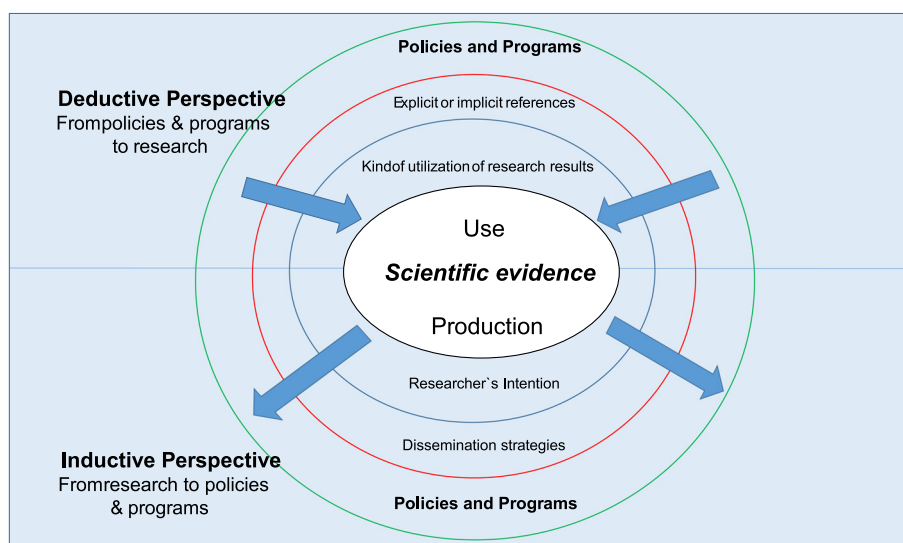 Policies and Programs
Deductive Perspective
Frompolicies & programs
to research
Explicit or implicit references
Kindof utilization of research results
Use
Scientific evidence
Production
Researcher`s Intention
Dissemination strategies
Inductive Perspective
Fromresearch to policies
& programs
Policies and Programs